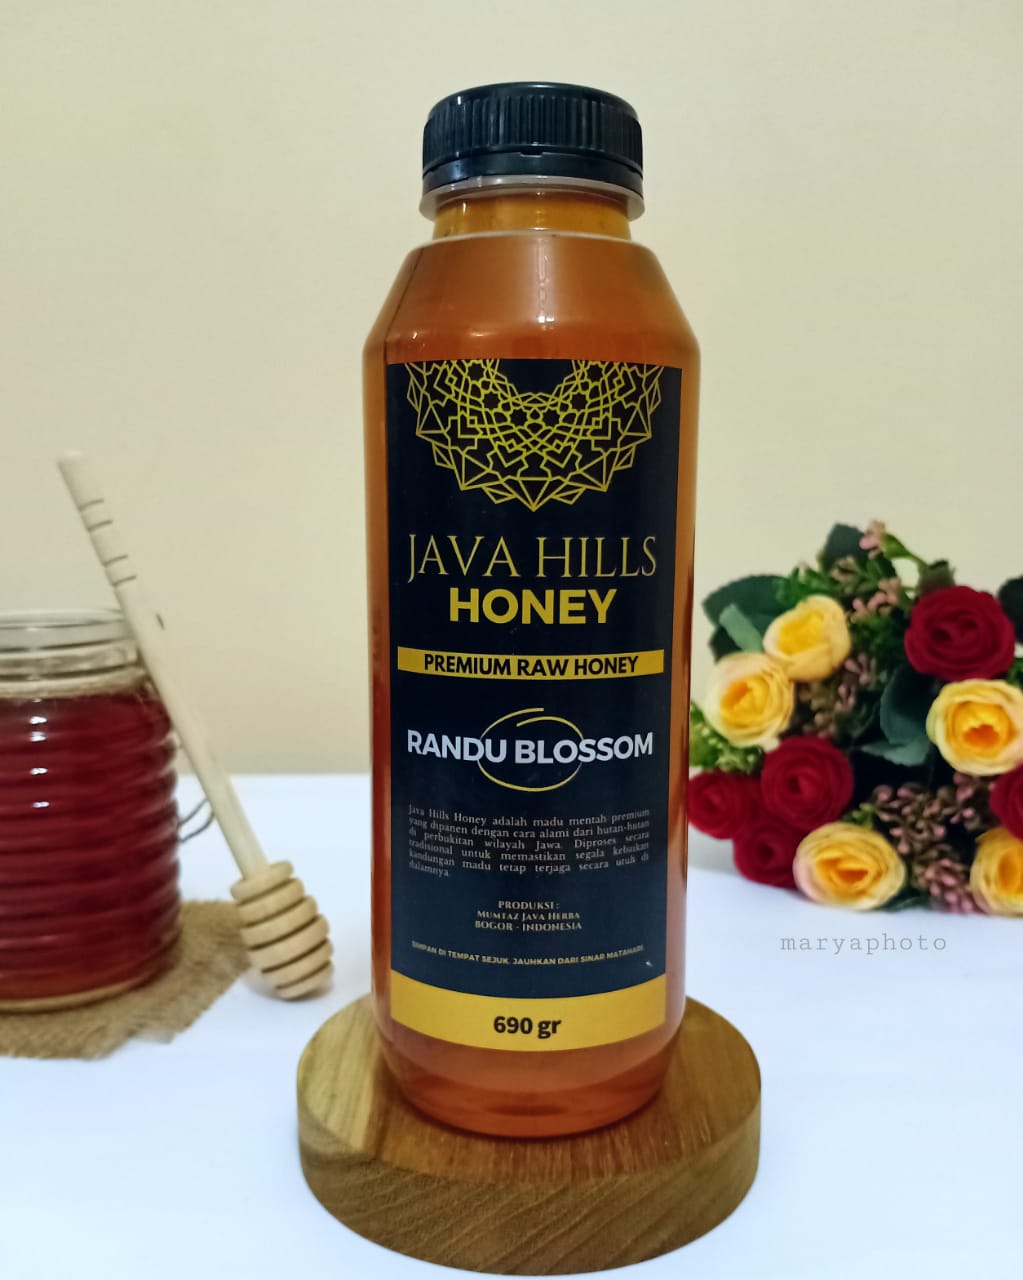 JAVA HILLS
HONEY
PREMIUM RAW HONEY
RANDU BLOSSOM
Java Hills Honey adalah madu mentah premium
yang dipanen dengan cara alami dari hutan-hutan
di perbukitan wilayah Jawa. Diproses secara
traditional untuk memastikan segala kebaikan
kandungan madu tetap terjaga secara utuh di
dalamnya.
PRODUKSI :
MUMTAZ JAVA HERBA
BOGOR - INDONESIA
SIMPAN DI TEMPAT SEJUK. JAUHKAN DARI SINAR MATAHARI.
690 gr
maryaphoto